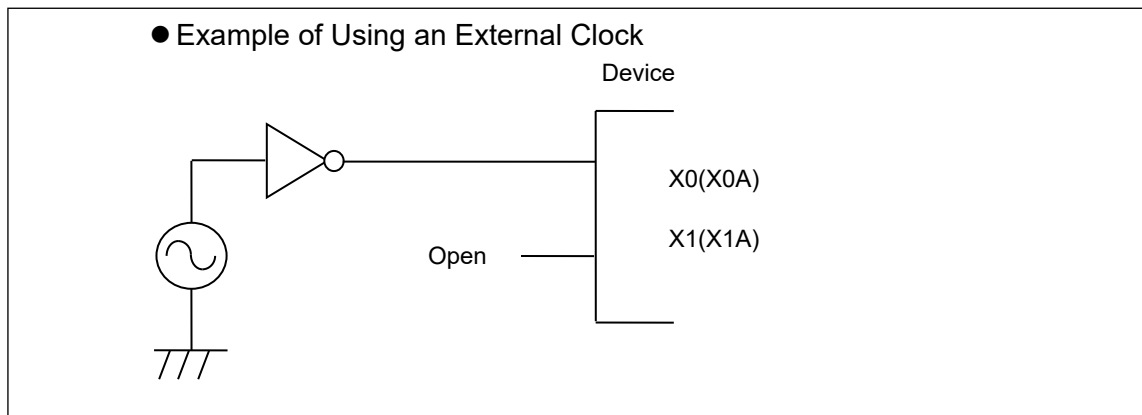 ● Example of Using an External Clock
Device
X0(X0A)
X1(X1A)
Open